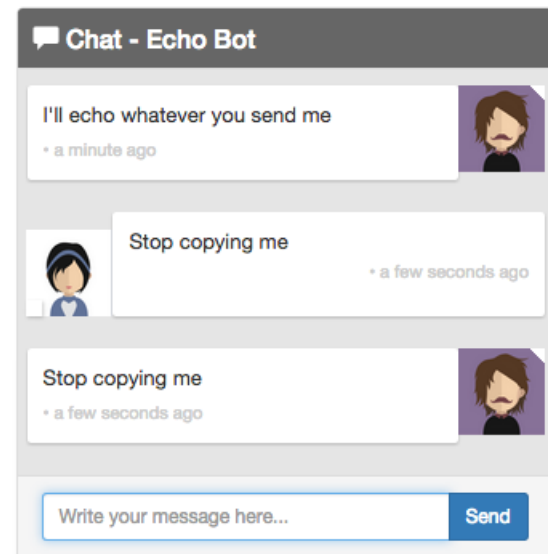 Chat - Echo Bot
I'll echo whatever you send me
• a minute ago
Stop copying me
• a few seconds ago
Stop copying me
• a few seconds ago
Write your message here...
Send